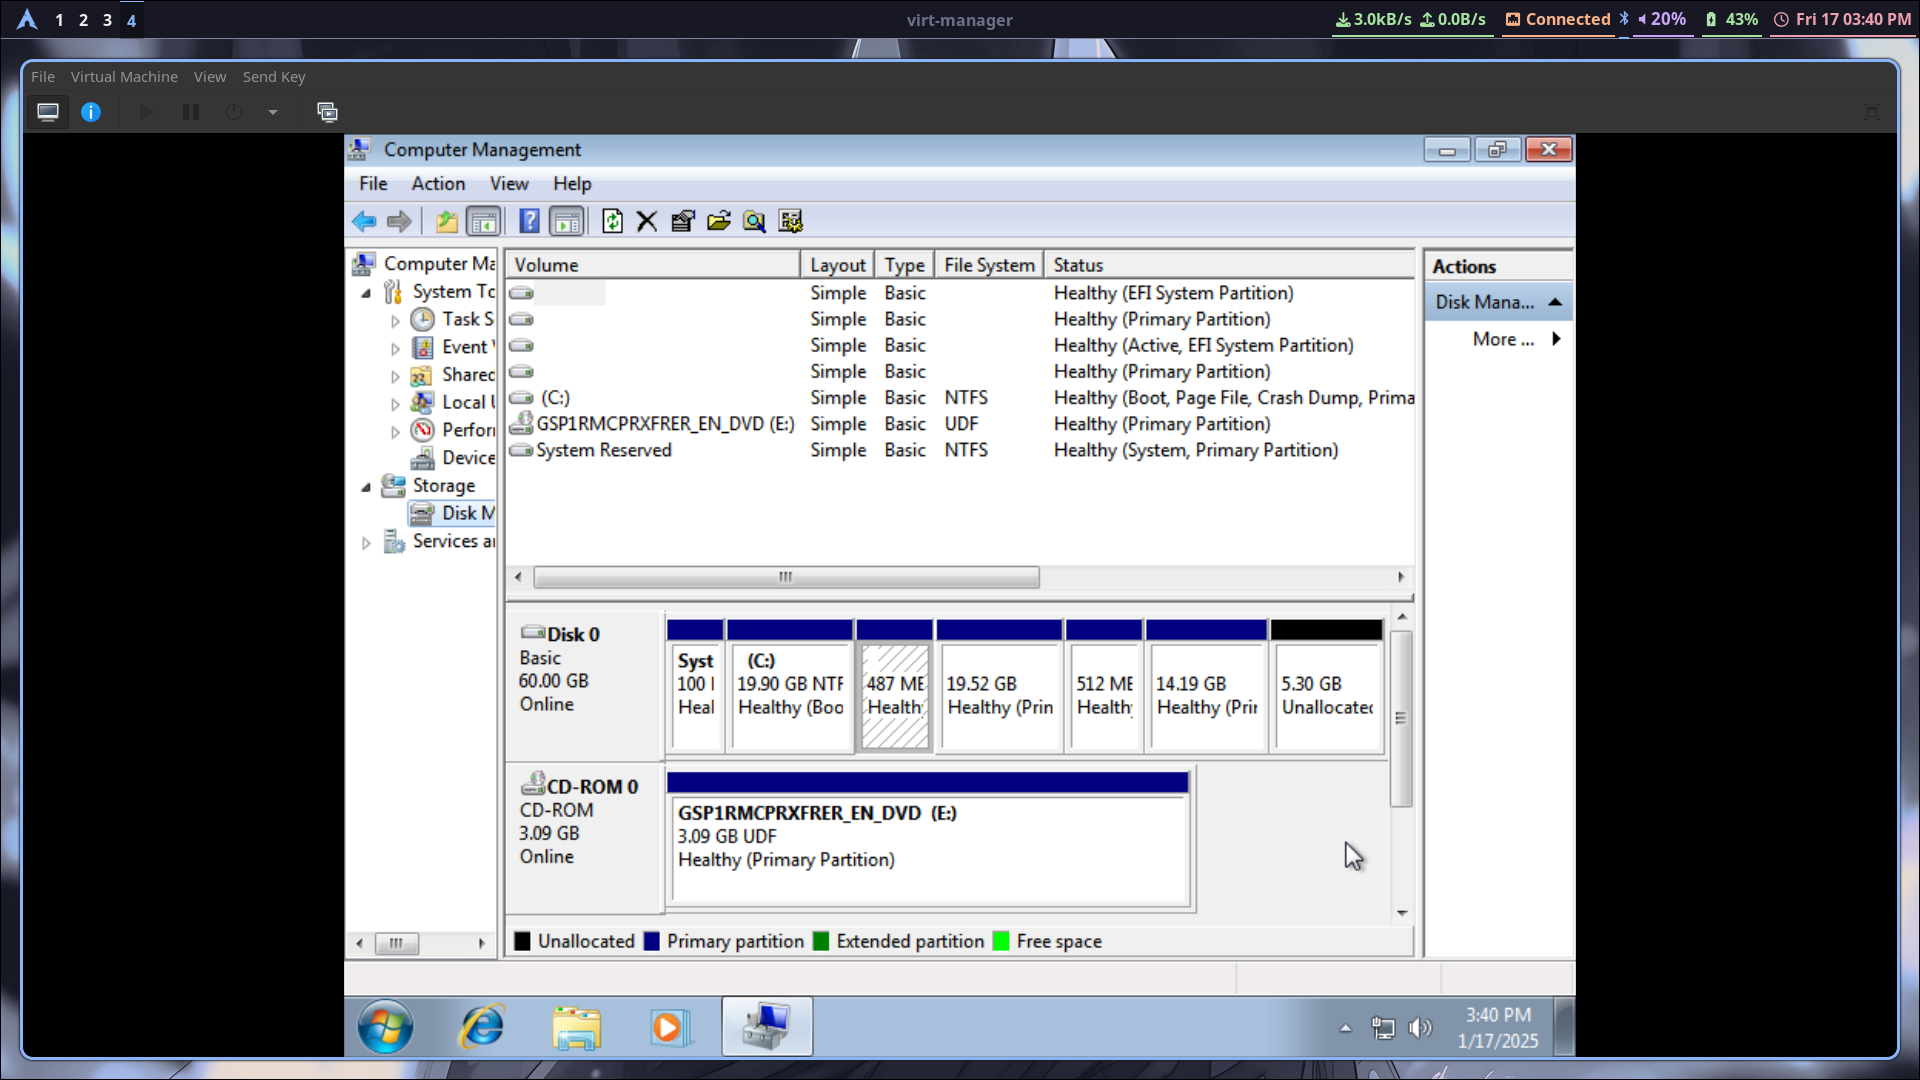 1 2 3 4
virt-manager
3.0kB/s 0.0B/s Connected 20% 43% Fri 17 03:40 PM
File Virtual Machine View Send Key
Computer Management
File Action View Help
Computer Ma
System To
Task S
Event
Shared
Local U
Perfor
Device
Storage
Disk M
Services a
Volume Layout Type File System Status
Simple Basic Healthy (EFI System Partition)
Simple Basic Healthy (Primary Partition)
Simple Basic Healthy (Active, EFI System Partition)
Simple Basic Healthy (Primary Partition)
(C:) Simple Basic NTFS Healthy (Boot, Page File, Crash Dump, Prima
GSP1RMCPRXFRER_EN_DVD (E:) Simple Basic UDF Healthy (Primary Partition)
System Reserved Simple Basic NTFS Healthy (System, Primary Partition)
Actions
Disk Mana...
More ...
Disk 0
Basic
60.00 GB
Online
Syst
100
Heal
(C:)
19.90 GB NTF
Healthy (Boo
487 ME
Healthy
19.52 GB
Healthy (Prin
512 ME
Healthy
14.19 GB
Healthy (Prin
5.30 GB
Unallocated
CD-ROM 0
CD-ROM
3.09 GB
Online
GSP1RMCPRXFRER_EN_DVD (E:)
3.09 GB UDF
Healthy (Primary Partition)
Unallocated Primary partition Extended partition Free space
3:40 PM
1/17/2025